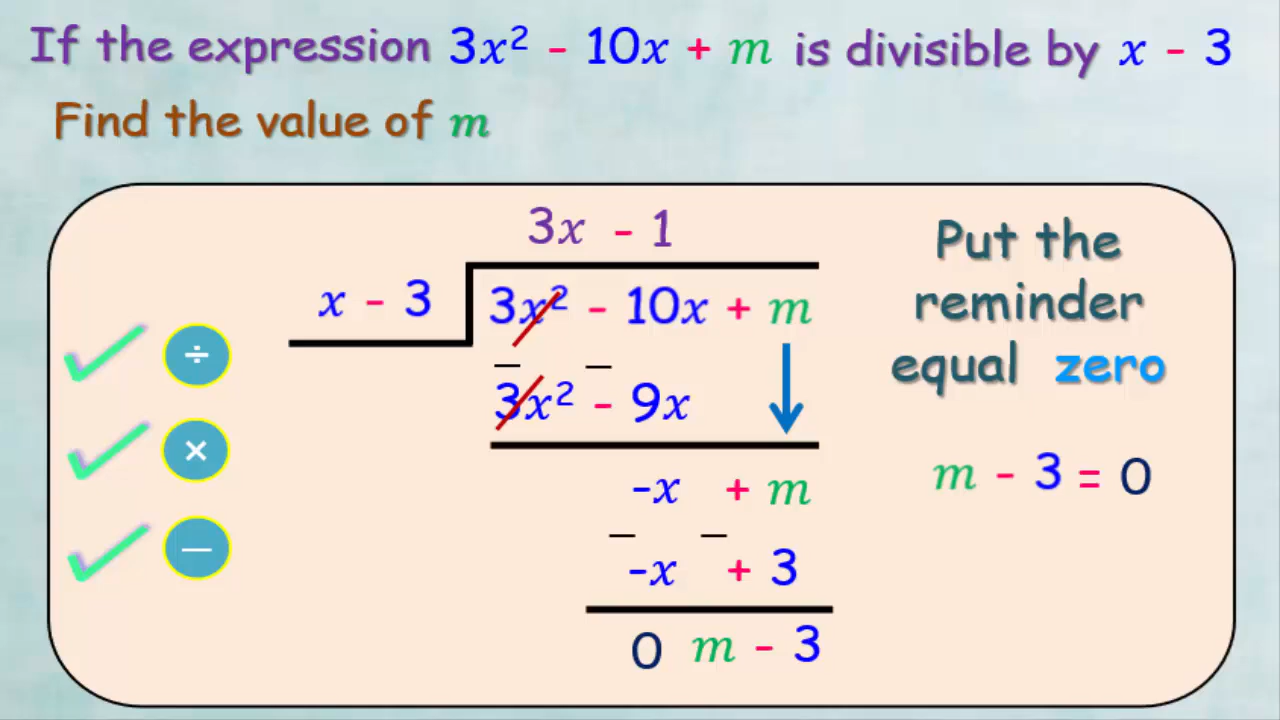 If the expression 3x² - 10x + m is divisible by x - 3
Find the value of m
3x - 1
x - 3
3x² - 10x + m
– –
3x² - 9x
-x + m
– –
-x + 3
0 m - 3
÷
×
–
Put the
reminder
equal zero
m - 3 = 0